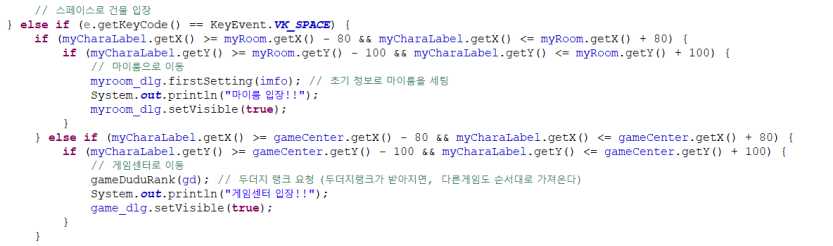 // 스페이스로 건물 입장
} else if (e.getKeyCode() == KeyEvent.VK_SPACE) {
if (myCharaLabel.getX() >= myRoom.getX() - 80 && myCharaLabel.getX() <= myRoom.getX() + 80) {
if (myCharaLabel.getY() >= myRoom.getY() - 100 && myCharaLabel.getY() <= myRoom.getY() + 100) {
// 마이룸으로 이동
myroom_dlg.firstSetting(imfo); // 초기 정보로 마이룸을 세팅
System.out.println("마이룸 입장!!");
myroom_dlg.setVisible(true);
}
} else if (myCharaLabel.getX() >= gameCenter.getX() - 80 && myCharaLabel.getX() <= gameCenter.getX() + 80) {
if (myCharaLabel.getY() >= gameCenter.getY() - 100 && myCharaLabel.getY() <= gameCenter.getY() + 100) {
// 게임센터로 이동
gameDuduRank(gd); // 두더지 랭크 요청 (두더지랭크가 받아지면, 다른게임도 순서대로 가져온다)
System.out.println("게임센터 입장!!");
game_dlg.setVisible(true);
}
}